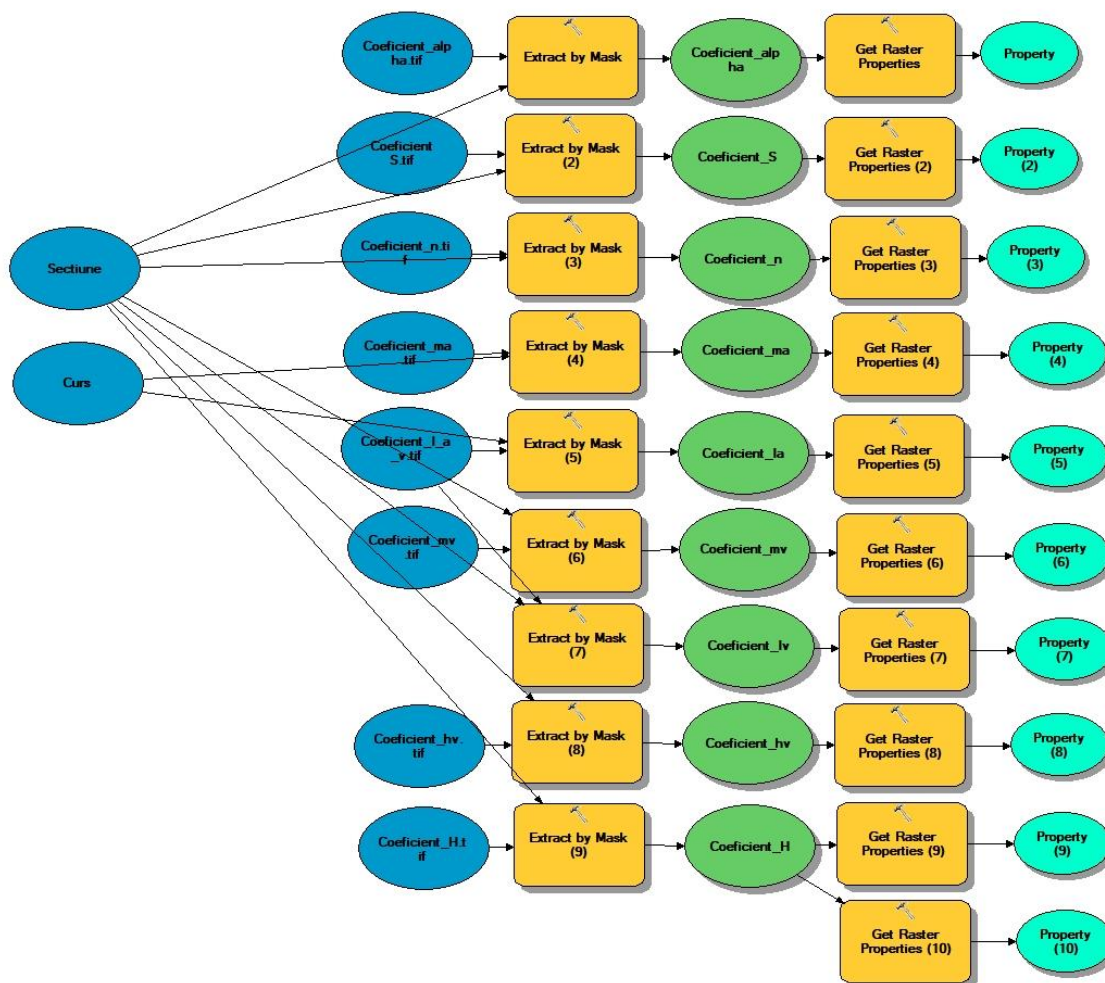 Coeficient_alp
ha.tif
Extract by Mask
Coeficient_alp
ha
Get Raster
Properties
Property
Coeficient
S.tif
Extract by Mask
(2)
Coeficient_S
Get Raster
Properties (2)
Property
(2)
Sectiune
Coeficient_n.ti
f
Extract by Mask
(3)
Coeficient_n
Get Raster
Properties (3)
Property
(3)
Curs
Coeficient_ma
.tif
Extract by Mask
(4)
Coeficient_ma
Get Raster
Properties (4)
Property
(4)
Coeficient_l_a
_v.tif
Extract by Mask
(5)
Coeficient_la
Get Raster
Properties (5)
Property
(5)
Coeficient_mv
.tif
Extract by Mask
(6)
Coeficient_mv
Get Raster
Properties (6)
Property
(6)
Extract by Mask
(7)
Coeficient_lv
Get Raster
Properties (7)
Property
(7)
Coeficient_hv.
tif
Extract by Mask
(8)
Coeficient_hv
Get Raster
Properties (8)
Property
(8)
Coeficient_H.t
if
Extract by Mask
(9)
Coeficient_H
Get Raster
Properties (9)
Property
(9)
Get Raster
Properties (10)
Property
(10)